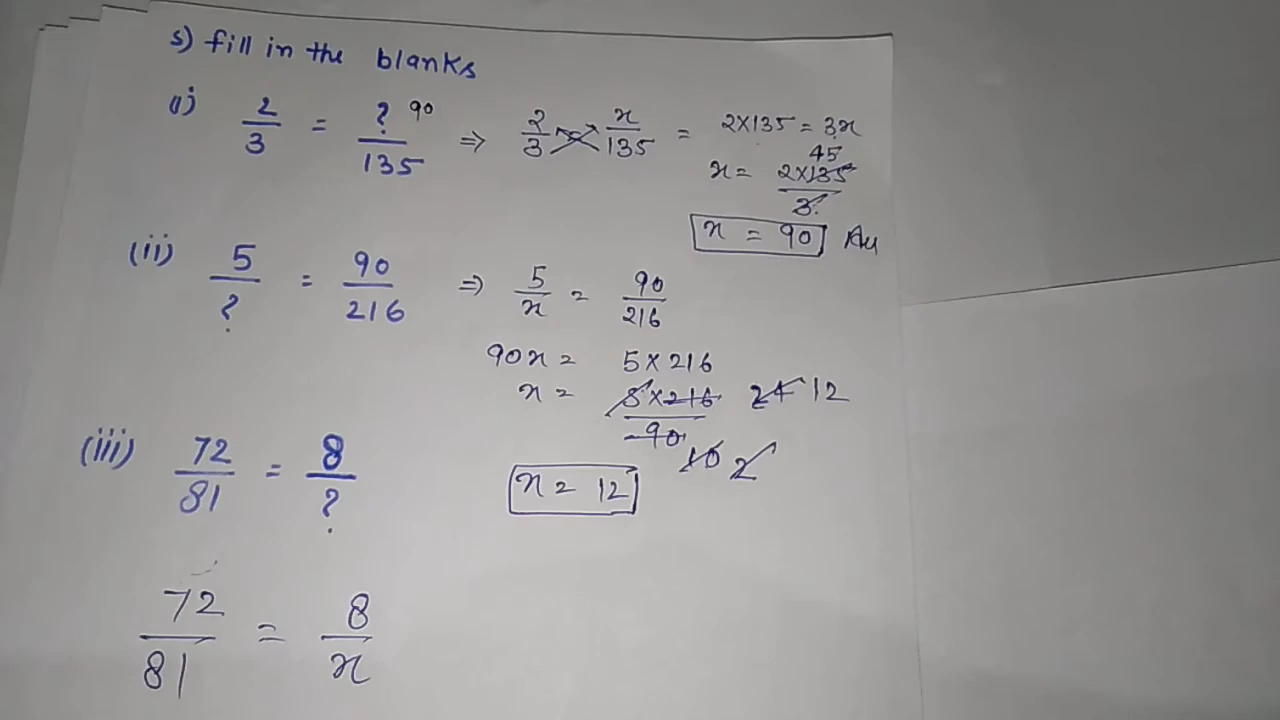 5) fill in the blanks
(i) 2/3 = ?/135 90 ⇒ 2/3 x/135 = 2×135 = 3x
x = 2×135/3 45
x = 90
(ii) 5/? = 90/216 ⇒ 5/x = 90/216
90x = 5×216
x = 5×216/90 24 12
10 2
x = 12
(iii) 72/81 = 8/?
72/81 = 8/x